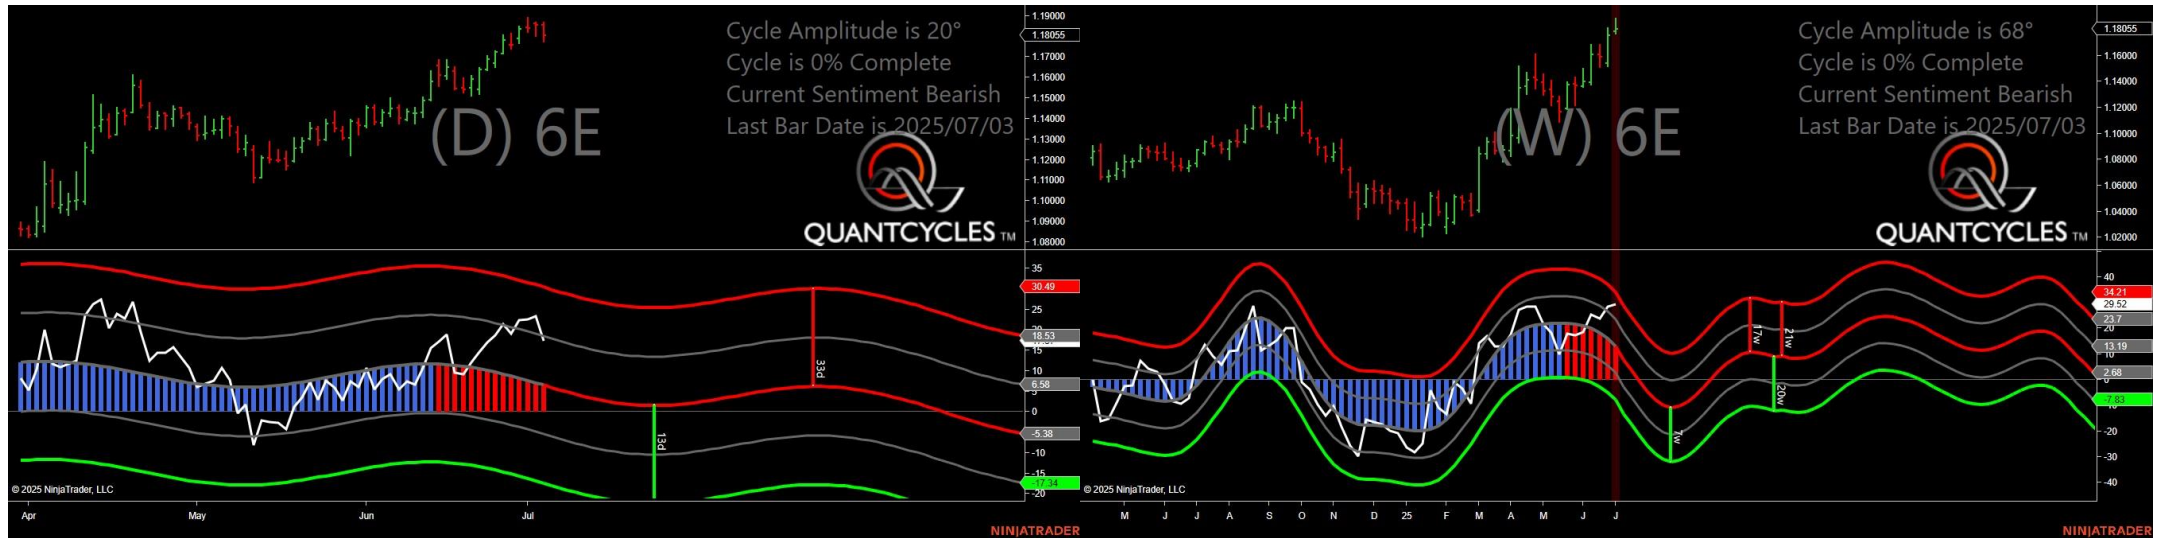 Cycle Amplitude is 20°
Cycle is 0% Complete
Current Sentiment Bearish
Last Bar Date is 2025/07/03
(D) 6E
QUANTCYCLES TM
1.19000
1.18055
1.17000
1.16000
1.15000
1.14000
1.13000
1.12000
1.11000
1.10000
1.09000
1.08000
35
30.49
25
18.53
15
10
6.58
5
0
-5.38
-10
-15
-17.34
-20
33d
13d
© 2025 NinjaTrader, LLC
Apr May Jun Jul
NINJATRADER
Cycle Amplitude is 68°
Cycle is 0% Complete
Current Sentiment Bearish
Last Bar Date is 2025/07/03
(W) 6E
QUANTCYCLES TM
1.18055
1.16000
1.14000
1.12000
1.10000
1.08000
1.06000
1.04000
1.02000
40
34.21
29.52
23.7
20
13.19
10
2.68
0
-7.83
-20
-30
-40
17w
21w
20w
7w
© 2025 NinjaTrader, LLC
M J J A S O N D 25 F M A M J J
NINJATRADER